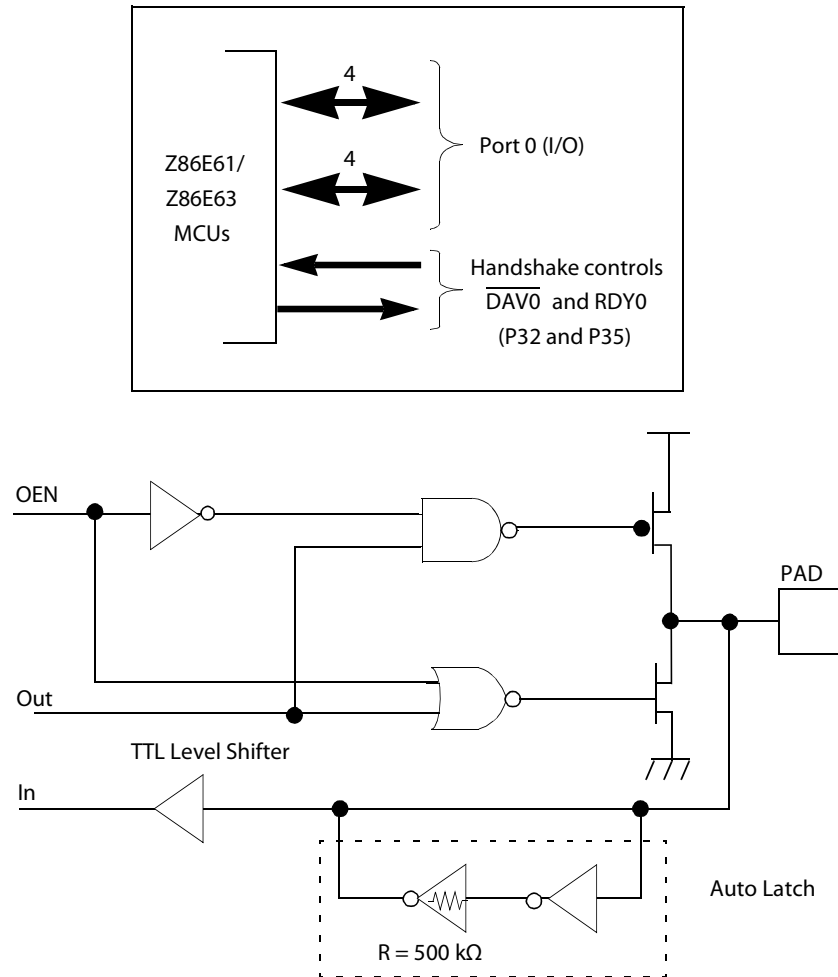 4
Z86E61/
Z86E63
MCUs
4
Port 0 (I/O)
Handshake controls
DAV0 and RDY0
(P32 and P35)
OEN
PAD
Out
TTL Level Shifter
In
Auto Latch
R = 500 kΩ